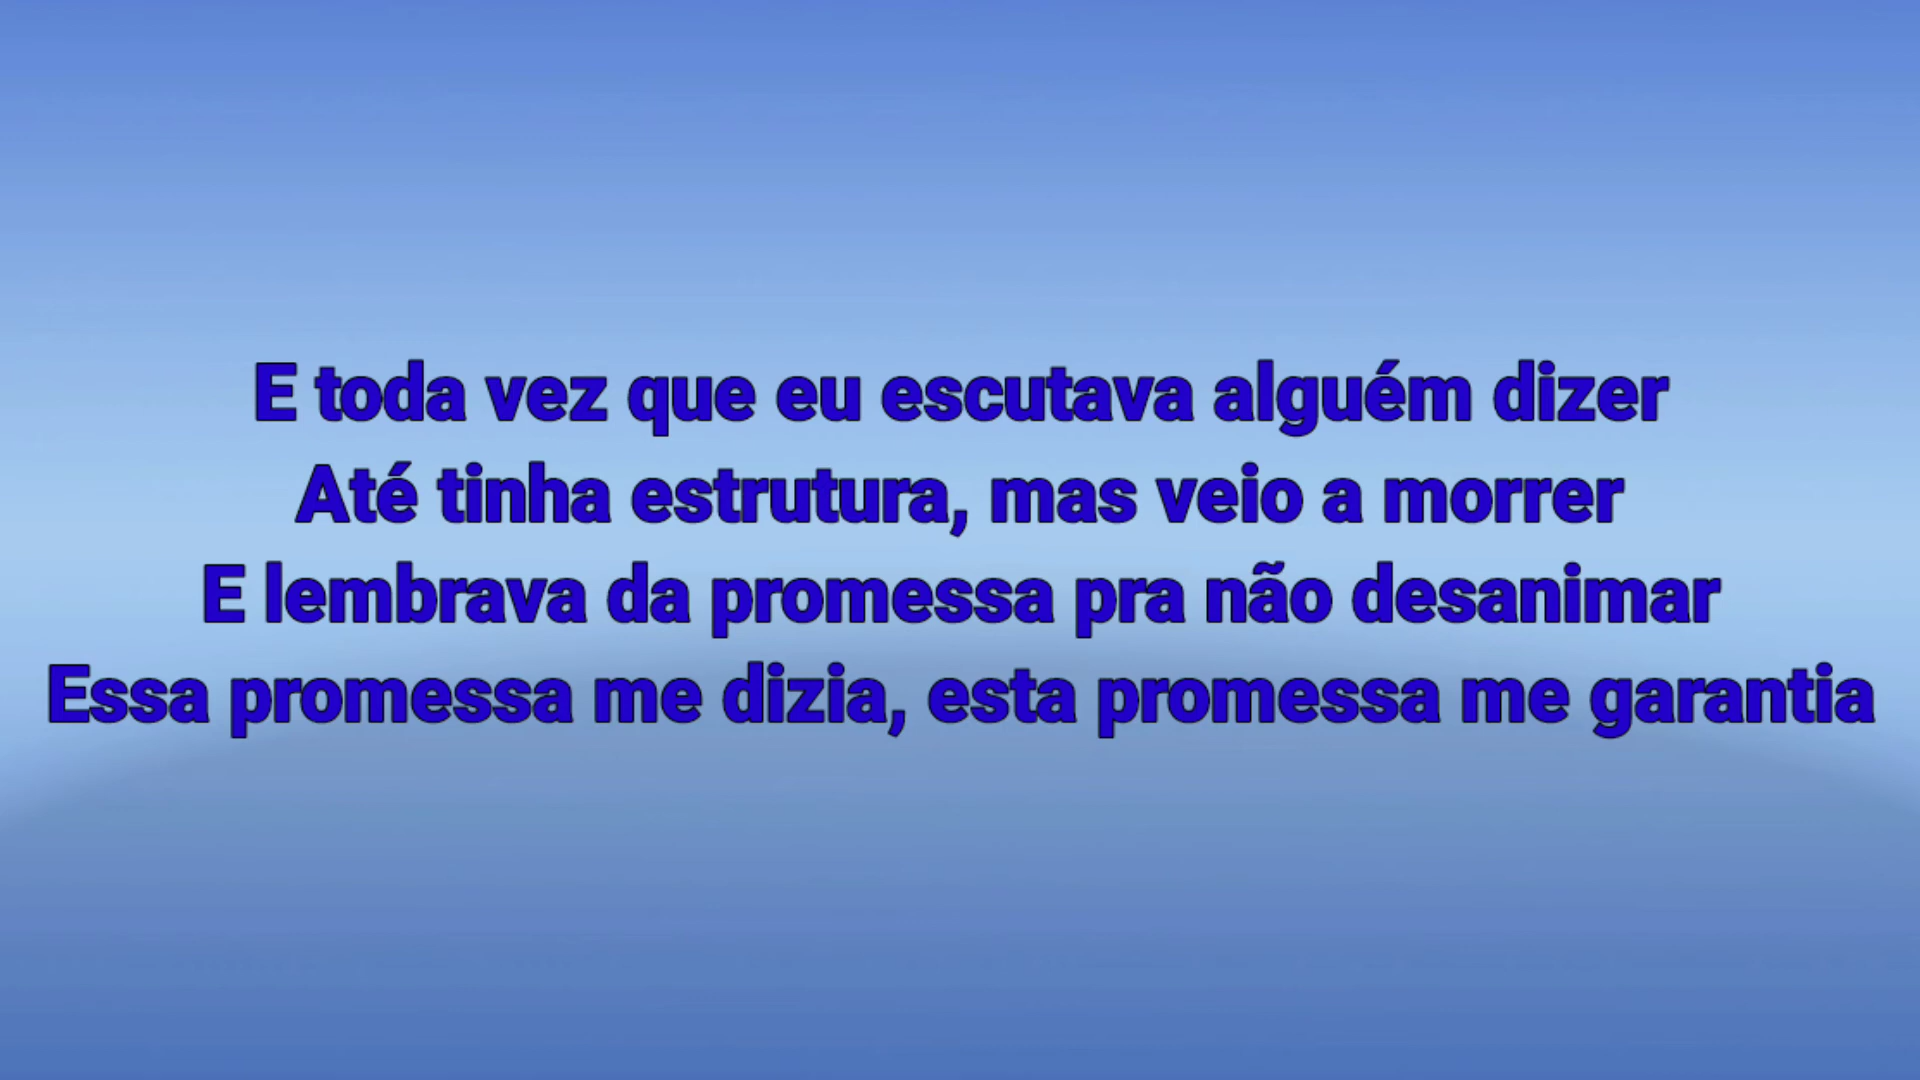 E toda vez que eu escutava alguém dizer
Até tinha estrutura, mas veio a morrer
E lembrava da promessa pra não desanimar
Essa promessa me dizia, esta promessa me garantia